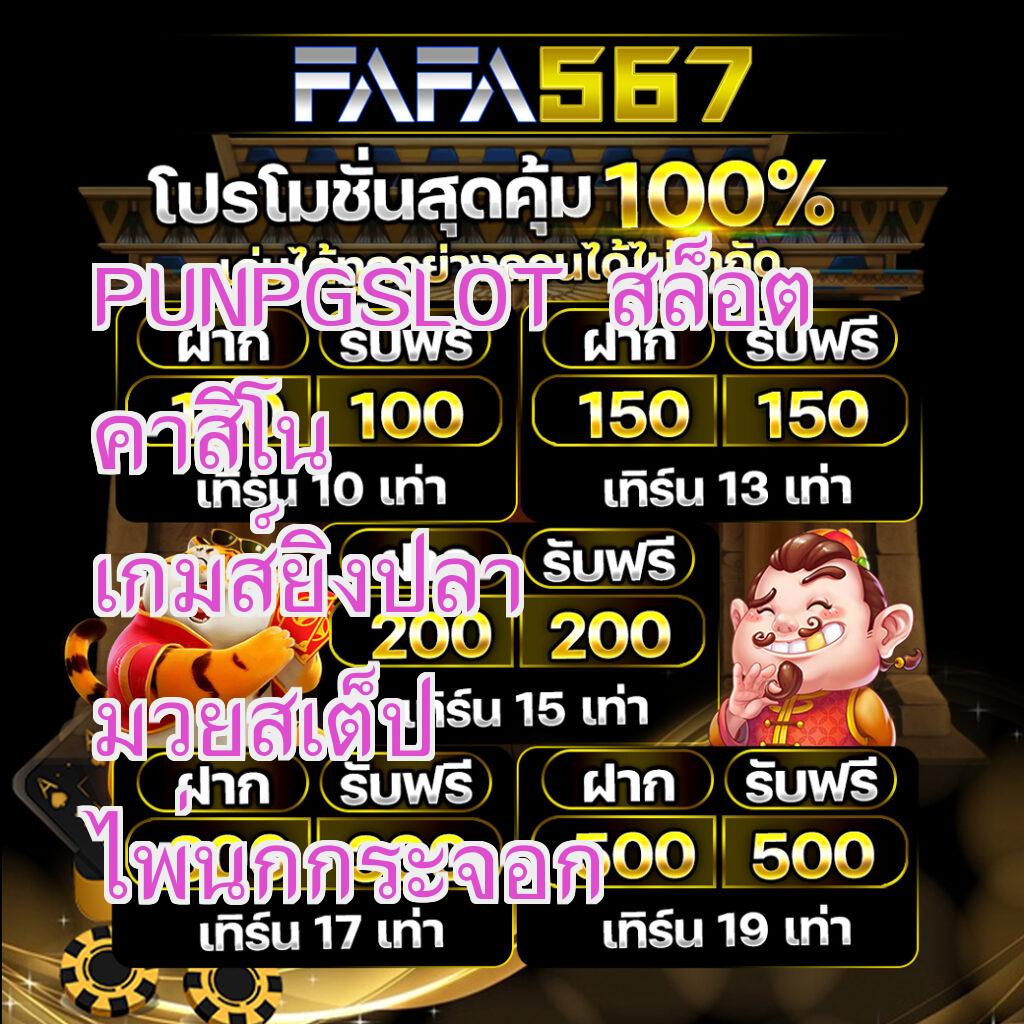 FAFA567
โปรโมชั่นสุดคุ้ม 100%
PUNPGSLOT สล็อต
ฝาก รับฟรี ฝาก รับฟรี
100 150 150
คาสิโน
เทิร์น 10 เท่า เทิร์น 13 เท่า
รับฟรี
เกมส์ยิงปลา
200 200
มวยสเต็ป
เทิร์น 15 เท่า
ฝาก รับฟรี ฝาก รับฟรี
ไพ่นกกระจอก
500 500
เทิร์น 17 เท่า เทิร์น 19 เท่า